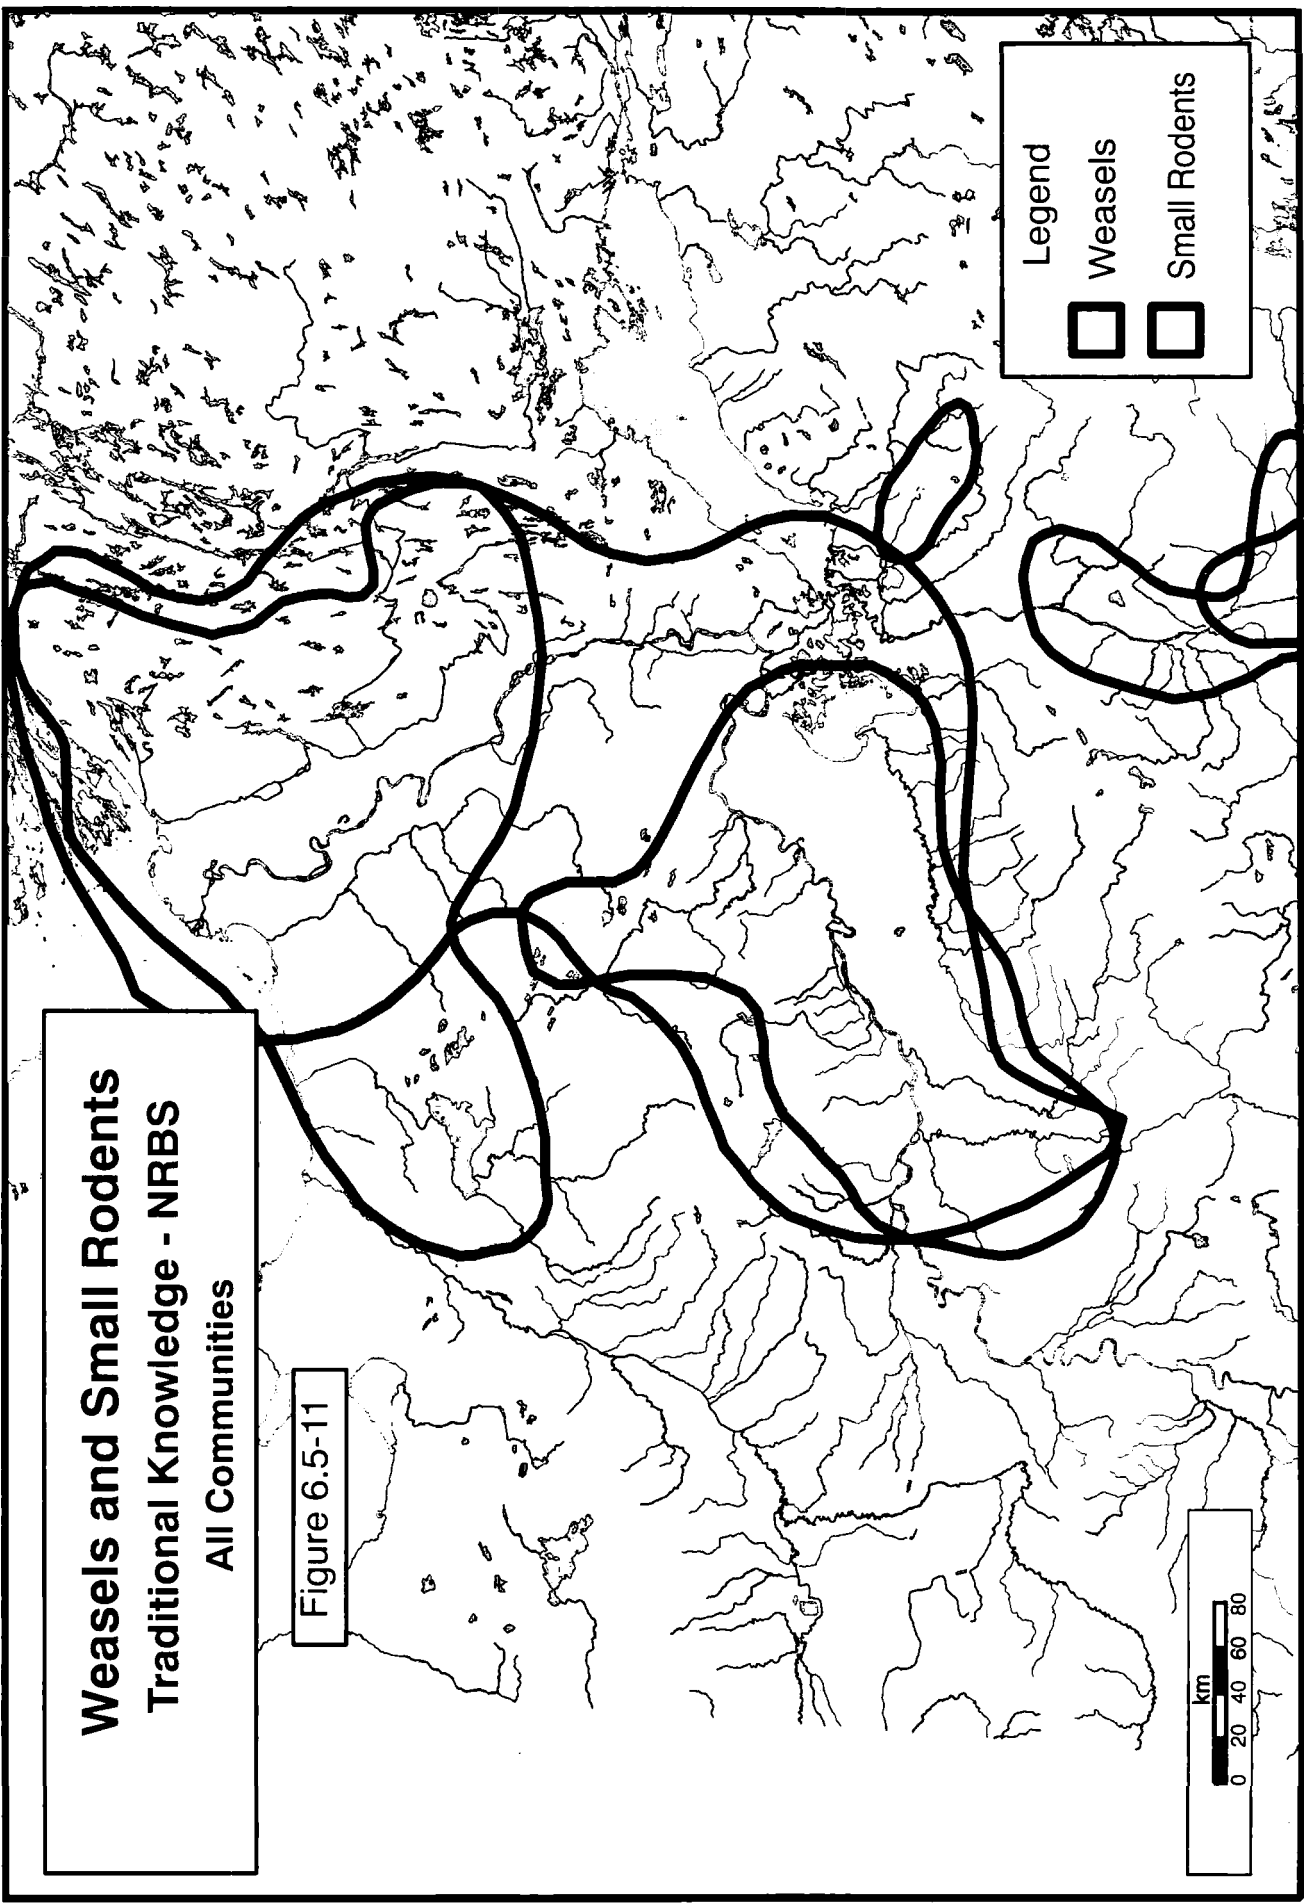 Weasels and Small Rodents
Traditional Knowledge - NRBS
All Communities
Figure 6.5-11
Legend
Weasels
Small Rodents
km
0 20 40 60 80